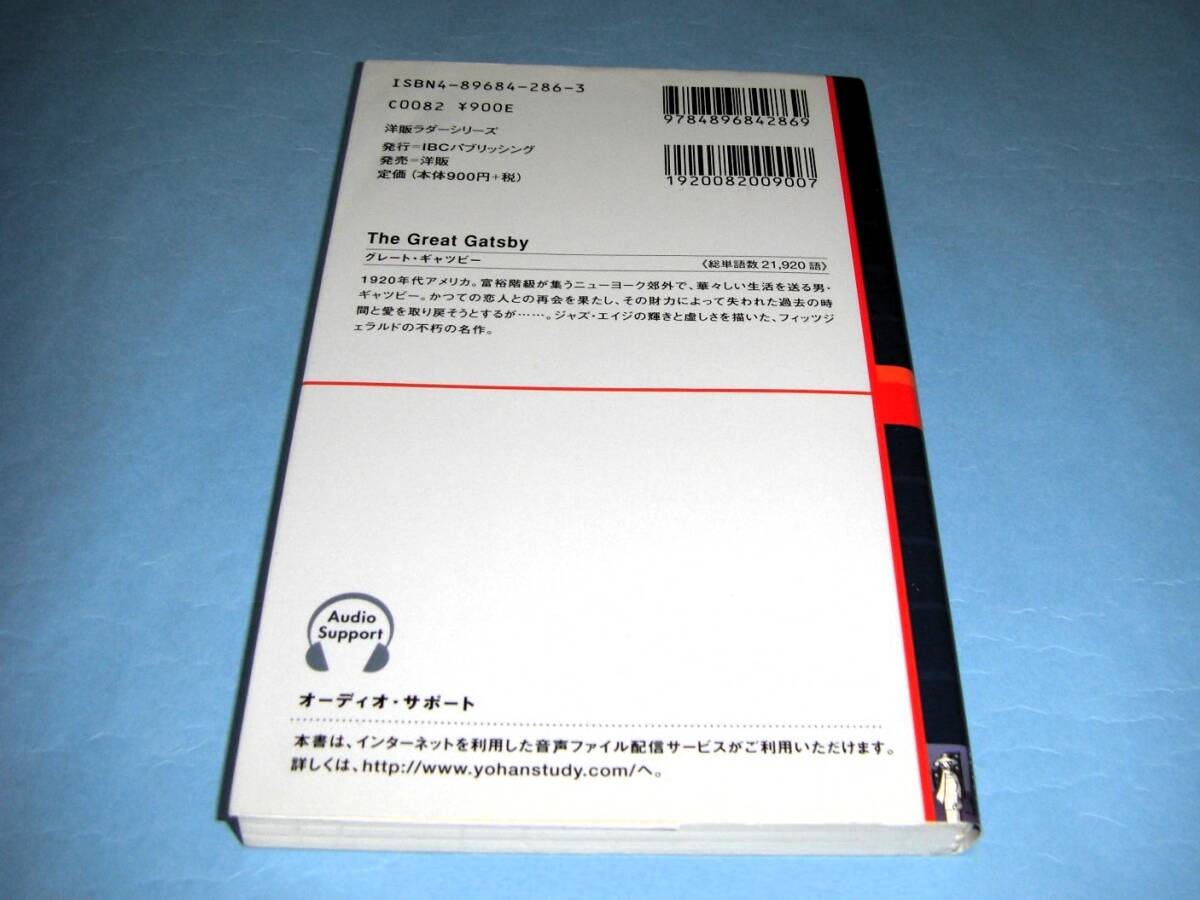 ISBN4-89684-286-3
C0082 ¥900E
洋販ラダーシリーズ
発行=IBCパブリッシング
発売=洋販
定価(本体900円+税)
9784896842869
1920082009007
The Great Gatsby
グレート・ギャツビー
《総単語数21,920語》
1920年代アメリカ。富裕階級が集うニューヨーク郊外で、華々しい生活を送る男・
ギャツビー。かつての恋人との再会を果たし、その財力によって失われた過去の時
間と愛を取り戻そうとするが……。ジャズ・エイジの輝きと虚しさを描いた、フィッツジ
ェラルドの不朽の名作。
Audio
Support
オーディオ・サポート
本書は、インターネットを利用した音声ファイル配信サービスがご利用いただけます。
詳しくは、http://www.yohanstudy.com/へ。